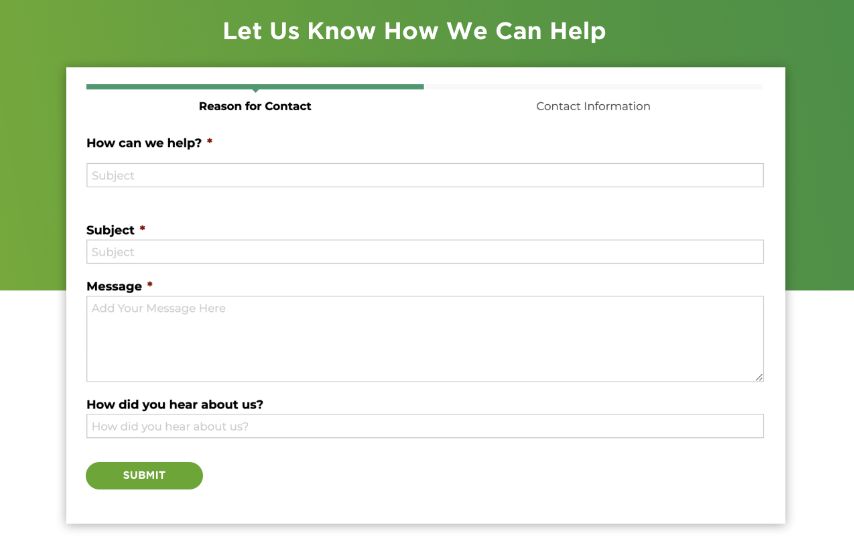 Let Us Know How We Can Help
Reason for Contact
Contact Information
How can we help? *
Subject
Subject *
Subject
Message *
Add Your Message Here
How did you hear about us?
How did you hear about us?
SUBMIT